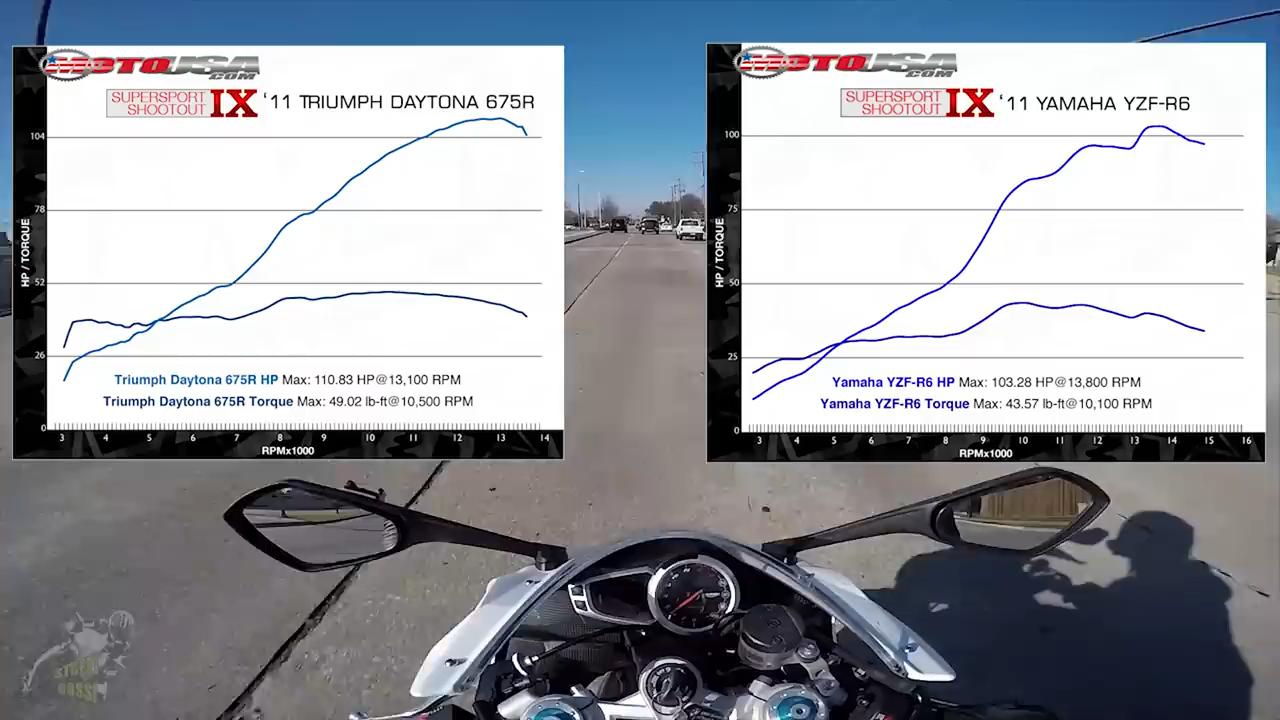 MOTOUSA
.COM
SUPERSPORT
SHOOTOUT IX '11 TRIUMPH DAYTONA 675R
104
78
52
26
0
HP / TORQUE
Triumph Daytona 675R HP Max: 110.83 HP@13,100 RPM
Triumph Daytona 675R Torque Max: 49.02 lb-ft@10,500 RPM
3 4 5 6 7 8 9 10 11 12 13 14
RPMx1000
MOTOUSA
.COM
SUPERSPORT
SHOOTOUT IX '11 YAMAHA YZF-R6
100
75
50
25
0
HP / TORQUE
Yamaha YZF-R6 HP Max: 103.28 HP@13,800 RPM
Yamaha YZF-R6 Torque Max: 43.57 lb-ft@10,100 RPM
3 4 5 6 7 8 9 10 11 12 13 14 15 16
RPMx1000